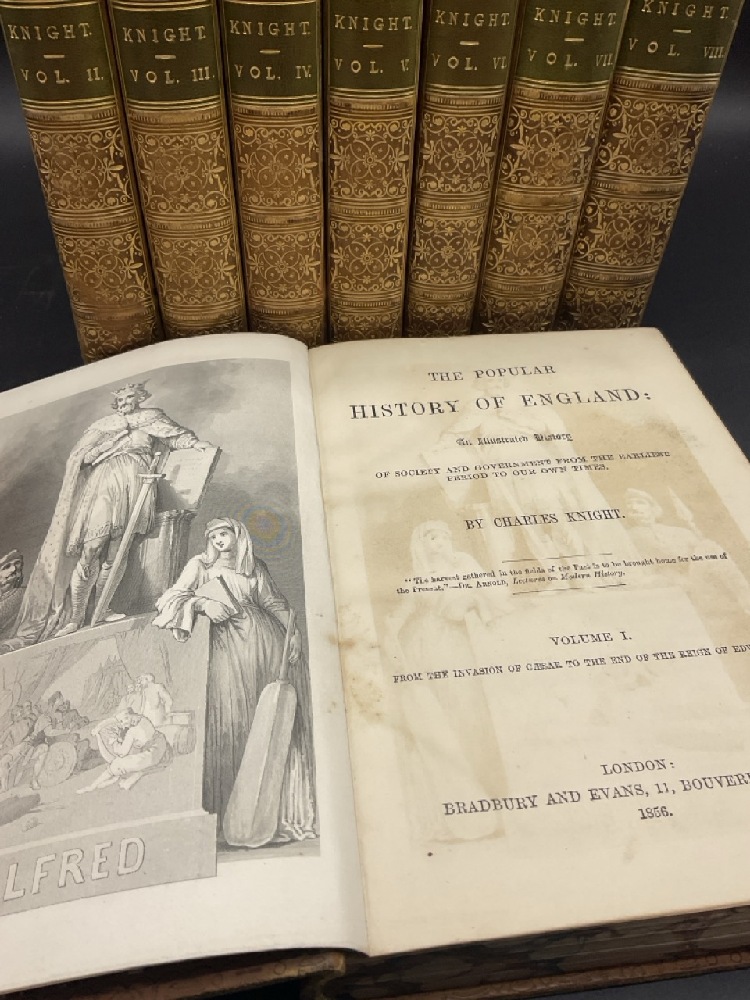 KNIGHT.
VOL. II.
KNIGHT.
VOL. III.
KNIGHT.
VOL. IV.
KNIGHT.
VOL. V.
KNIGHT.
VOL. VI.
KNIGHT.
VOL. VII.
KNIGHT.
VOL. VIII.
LFRED
THE POPULAR
HISTORY OF ENGLAND:
An Illustrated History
OF SOCIETY AND GOVERNMENT FROM THE EARLIEST
PERIOD TO OUR OWN TIMES.
BY CHARLES KNIGHT.
"The harvest gathered in the fields of the Past is to be brought home for the use of
the Present."—DR. ARNOLD, Lectures on Modern History.
VOLUME I.
FROM THE INVASION OF CÆSAR TO THE END OF THE REIGN OF EDW
LONDON:
BRADBURY AND EVANS, 11, BOUVERI
1856.